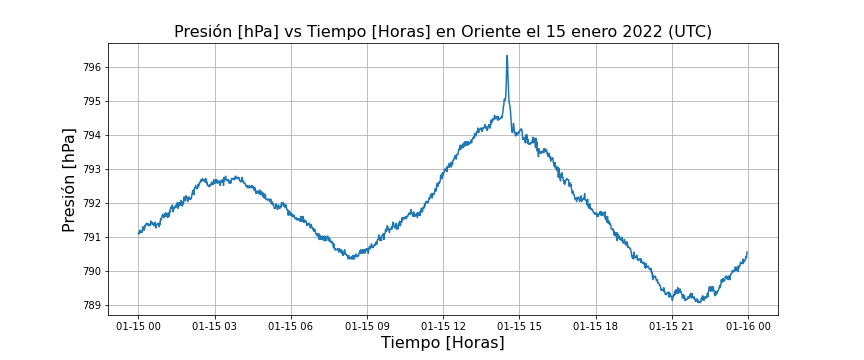 Presión [hPa] vs Tiempo [Horas] en Oriente el 15 enero 2022 (UTC)
Presión [hPa]
796
795
794
793
792
791
790
789
01-15 00 01-15 03 01-15 06 01-15 09 01-15 12 01-15 15 01-15 18 01-15 21 01-16 00
Tiempo [Horas]